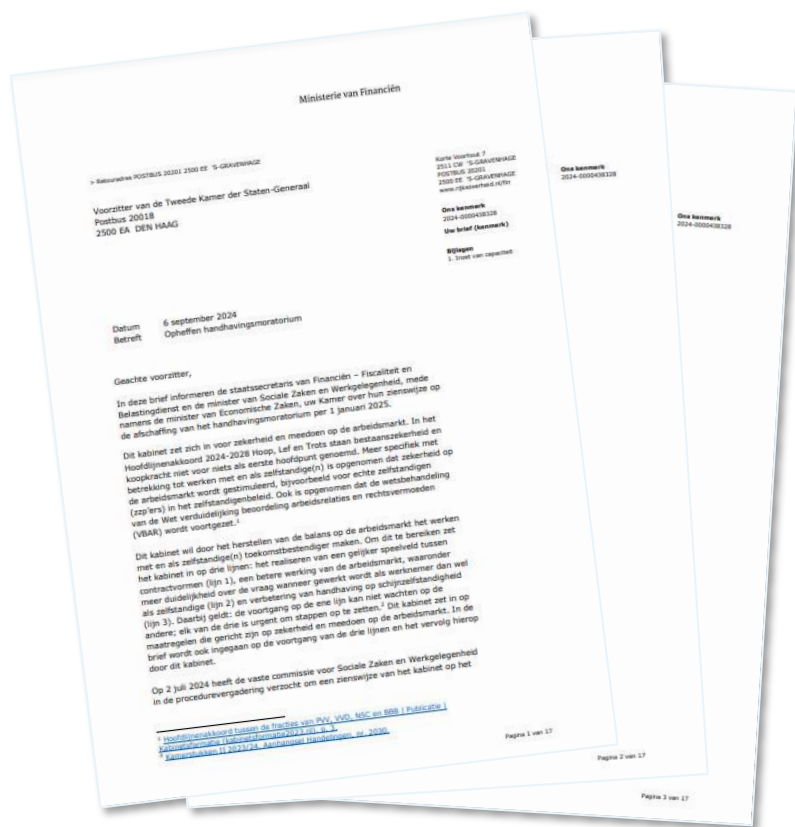 Ministerie van Financiën
> Retouradres POSTBUS 20201 2500 EE 'S-GRAVENHAGE
Voorzitter van de Tweede Kamer der Staten-Generaal
Postbus 20018
2500 EA DEN HAAG
Korte Voorhout 7
2511 CW 'S-GRAVENHAGE
POSTBUS 20201
2500 EE 'S-GRAVENHAGE
www.rijksoverheid.nl/fin
Ons kenmerk
2024-0000438328
Uw brief (kenmerk)
Bijlagen
1. Inzet van capaciteit
Datum 6 september 2024
Betreft Opheffen handhavingsmoratorium
Geachte voorzitter,
In deze brief informeren de staatssecretaris van Financiën – Fiscaliteit en
Belastingdienst en de minister van Sociale Zaken en Werkgelegenheid, mede
namens de minister van Economische Zaken, uw Kamer over hun zienswijze op
de afschaffing van het handhavingsmoratorium per 1 januari 2025.
Dit kabinet zet zich in voor zekerheid en meedoen op de arbeidsmarkt. In het
Hoofdlijnenakkoord 2024-2028 Hoop, Lef en Trots staan bestaanszekerheid en
koopkracht niet voor niets als eerste hoofdpunt genoemd. Meer specifiek met
betrekking tot werken met en als zelfstandige(n) is opgenomen dat zekerheid op
de arbeidsmarkt wordt gestimuleerd, bijvoorbeeld voor echte zelfstandigen
(zzp'ers) in het zelfstandigenbeleid. Ook is opgenomen dat de wetsbehandeling
van de Wet verduidelijking beoordeling arbeidsrelaties en rechtsvermoeden
(VBAR) wordt voortgezet.¹
Dit kabinet wil door het herstellen van de balans op de arbeidsmarkt het werken
met en als zelfstandige(n) toekomstbestendiger maken. Om dit te bereiken zet
het kabinet in op drie lijnen: het realiseren van een gelijker speelveld tussen
contractvormen (lijn 1), een betere werking van de arbeidsmarkt, waaronder
meer duidelijkheid over de vraag wanneer gewerkt wordt als werknemer dan wel
als zelfstandige (lijn 2) en verbetering van handhaving op schijnzelfstandigheid
(lijn 3). Daarbij geldt: de voortgang op de ene lijn kan niet wachten op de
andere; elk van de drie is urgent om stappen op te zetten.² Dit kabinet zet in op
maatregelen die gericht zijn op zekerheid en meedoen op de arbeidsmarkt. In de
brief wordt ook ingegaan op de voortgang van de drie lijnen en het vervolg hierop
door dit kabinet.
Op 2 juli 2024 heeft de vaste commissie voor Sociale Zaken en Werkgelegenheid
in de procedurevergadering verzocht om een zienswijze van het kabinet op het
¹ Hoofdlijnenakkoord tussen de fracties van PVV, VVD, NSC en BBB | Publicatie |
Kabinetsformatie (kabinetsformatie2023.nl), p. 3.
² Kamerstukken II 2023/24, Aanhangsel Handelingen, nr. 2030.
Pagina 1 van 17
Ons kenmerk
2024-0000438328
Pagina 2 van 17
Ons kenmerk
2024-0000438328
Pagina 3 van 17